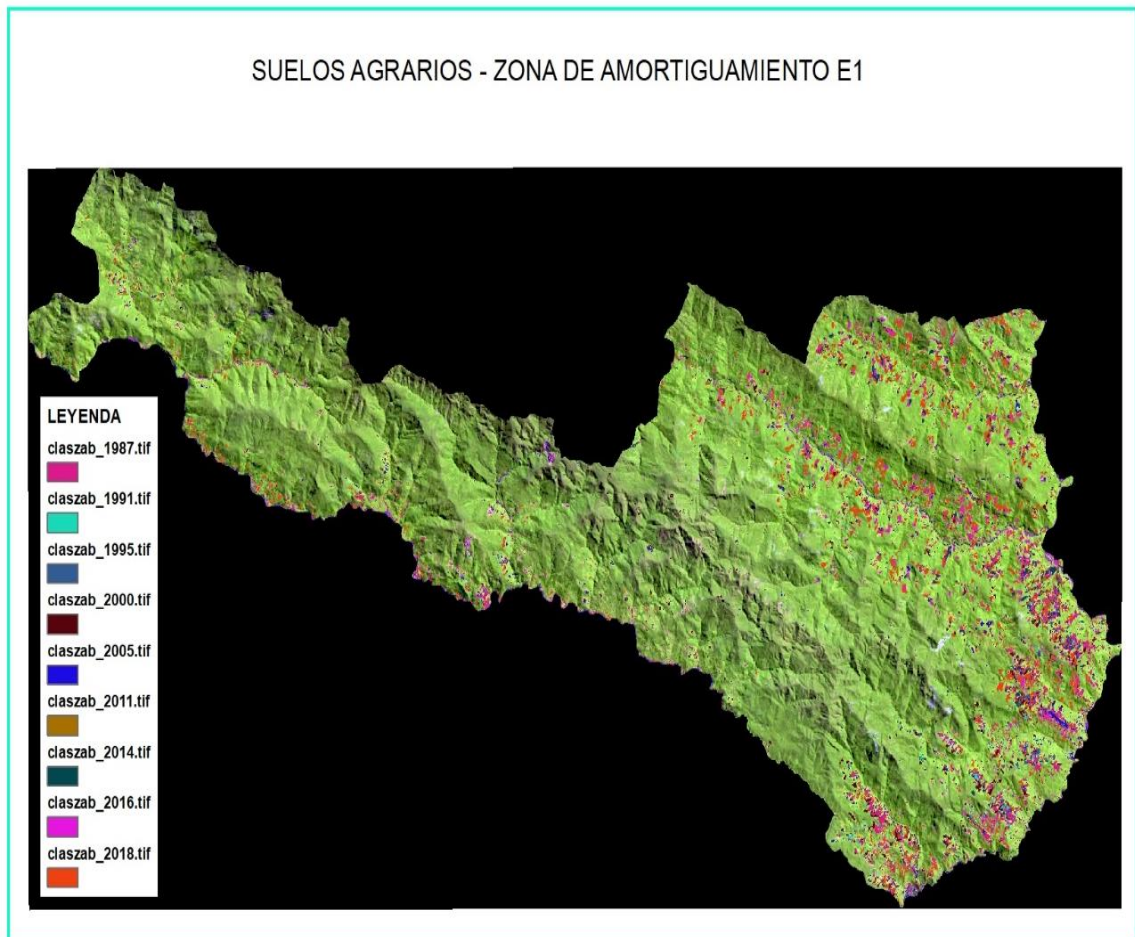 SUELOS AGRARIOS - ZONA DE AMORTIGUAMIENTO E1
LEYENDA
claszab_1987.tif
claszab_1991.tif
claszab_1995.tif
claszab_2000.tif
claszab_2005.tif
claszab_2011.tif
claszab_2014.tif
claszab_2016.tif
claszab_2018.tif